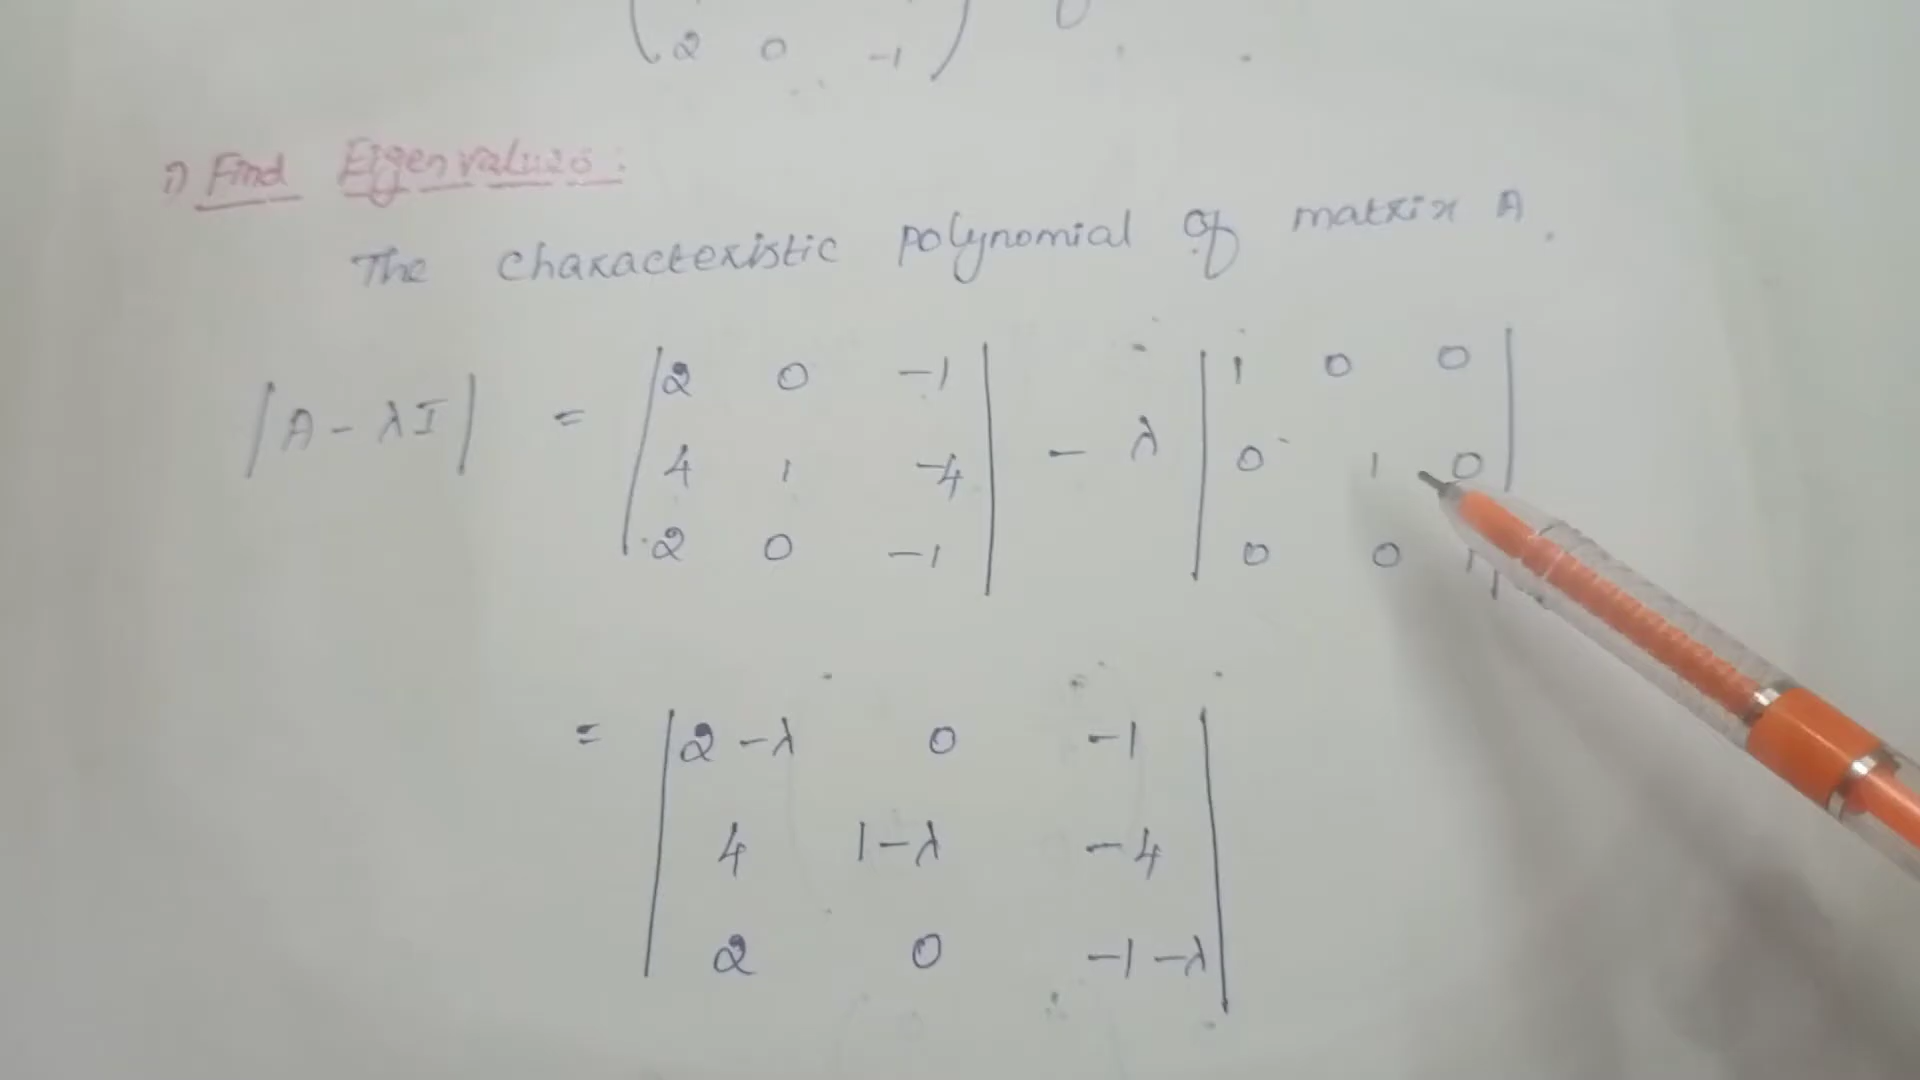 2 0 -1
1) Find Eigenvalues:
The characteristic polynomial of matrix A.
|A - λI| = |2 0 -1| - λ |1 0 0|
4 1 -4 0 1 0
2 0 -1 0 0 1
= |2-λ 0 -1|
4 1-λ -4
2 0 -1-λ